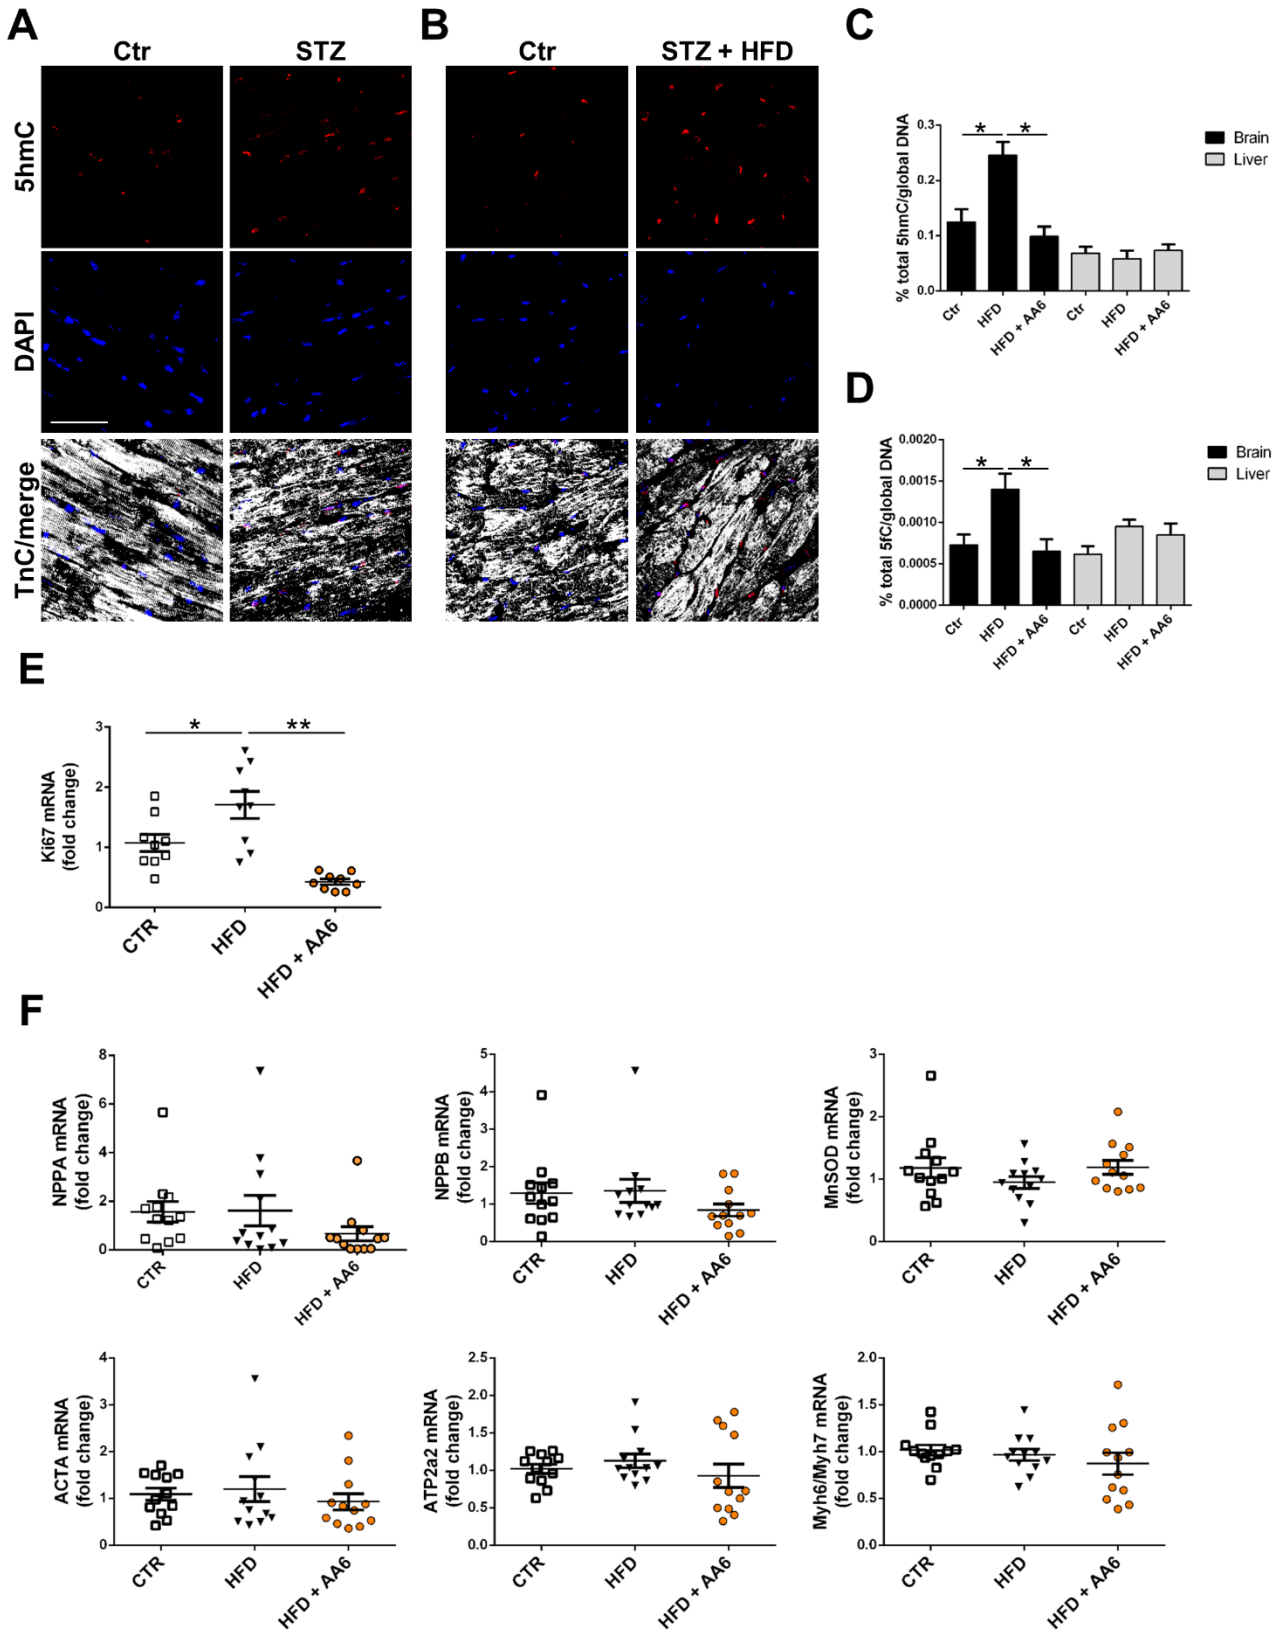 A
B
C
Ctr
STZ
Ctr
STZ + HFD
5hmC
DAPI
TnC/merge
% total 5hmC/global DNA
0.3
0.2
0.1
0.0
* *
Ctr
HFD
HFD + AA6
Ctr
HFD
HFD + AA6
Brain
Liver
D
% total 5fC/global DNA
0.0020
0.0015
0.0010
0.0005
0.0000
* *
Ctr
HFD
HFD + AA6
Ctr
HFD
HFD + AA6
Brain
Liver
E
Ki67 mRNA
(fold change)
3
2
1
0
* **
CTR
HFD
HFD + AA6
F
NPPA mRNA
(fold change)
8
6
4
2
0
CTR
HFD
HFD + AA6
NPPB mRNA
(fold change)
5
4
3
2
1
0
CTR
HFD
HFD + AA6
MnSOD mRNA
(fold change)
3
2
1
0
CTR
HFD
HFD + AA6
ACTA mRNA
(fold change)
4
3
2
1
0
CTR
HFD
HFD + AA6
ATP2a2 mRNA
(fold change)
2.5
2.0
1.5
1.0
0.5
0.0
CTR
HFD
HFD + AA6
Myh6/Myh7 mRNA
(fold change)
2.0
1.5
1.0
0.5
0.0
CTR
HFD
HFD + AA6